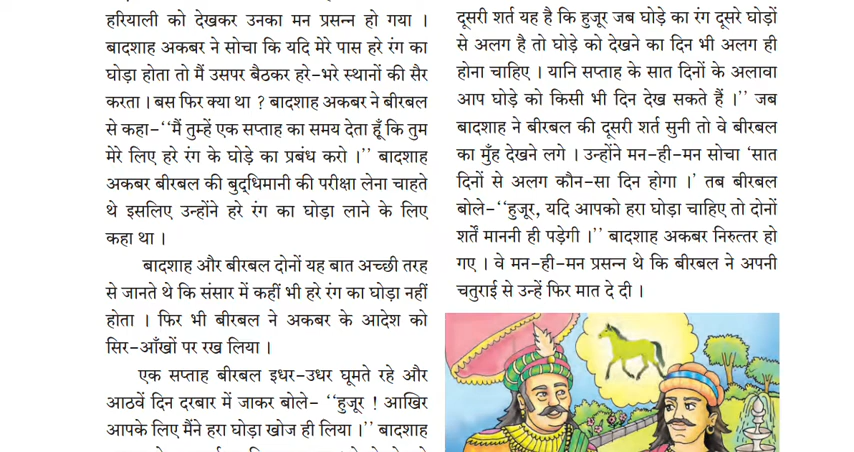 हरियाली को देखकर उनका मन प्रसन्न हो गया ।
बादशाह अकबर ने सोचा कि यदि मेरे पास हरे रंग का
घोड़ा होता तो मैं उसपर बैठकर हरे-भरे स्थानों की सैर
करता । बस फिर क्या था ? बादशाह अकबर ने बीरबल
से कहा-‘‘मैं तुम्हें एक सप्ताह का समय देता हूँ कि तुम
मेरे लिए हरे रंग के घोड़े का प्रबंध करो ।’’ बादशाह
अकबर बीरबल की बुद्धिमानी की परीक्षा लेना चाहते
थे इसलिए उन्होंने हरे रंग का घोड़ा लाने के लिए
कहा था ।
बादशाह और बीरबल दोनों यह बात अच्छी तरह
से जानते थे कि संसार में कहीं भी हरे रंग का घोड़ा नहीं
होता । फिर भी बीरबल ने अकबर के आदेश को
सिर-आँखों पर रख लिया ।
एक सप्ताह बीरबल इधर-उधर घूमते रहे और
आठवें दिन दरबार में जाकर बोले- ‘‘हुजूर ! आखिर
आपके लिए मैंने हरा घोड़ा खोज ही लिया ।’’ बादशाह
दूसरी शर्त यह है कि हुजूर जब घोड़े का रंग दूसरे घोड़ों
से अलग है तो घोड़े को देखने का दिन भी अलग ही
होना चाहिए । यानि सप्ताह के सात दिनों के अलावा
आप घोड़े को किसी भी दिन देख सकते हैं ।’’ जब
बादशाह ने बीरबल की दूसरी शर्त सुनी तो वे बीरबल
का मुँह देखने लगे । उन्होंने मन-ही-मन सोचा ‘सात
दिनों से अलग कौन-सा दिन होगा ।’ तब बीरबल
बोले-‘‘हुजूर, यदि आपको हरा घोड़ा चाहिए तो दोनों
शर्तें माननी ही पड़ेगी ।’’ बादशाह अकबर निरुत्तर हो
गए । वे मन-ही-मन प्रसन्न थे कि बीरबल ने अपनी
चतुराई से उन्हें फिर मात दे दी ।